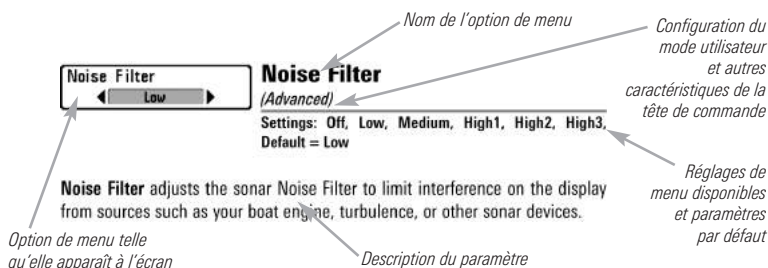 Nom de l'option de menu
Configuration du
mode utilisateur
et autres
caractéristiques de la
tête de commande
Noise Filter
Low
Noise Filter
(Advanced)
Settings: Off, Low, Medium, High1, High2, High3,
Default = Low
Réglages de
menu disponibles
et paramètres
par défaut
Noise Filter adjusts the sonar Noise Filter to limit interference on the display
from sources such as your boat engine, turbulence, or other sonar devices.
Option de menu telle
qu'elle apparaît à l'écran
Description du paramètre